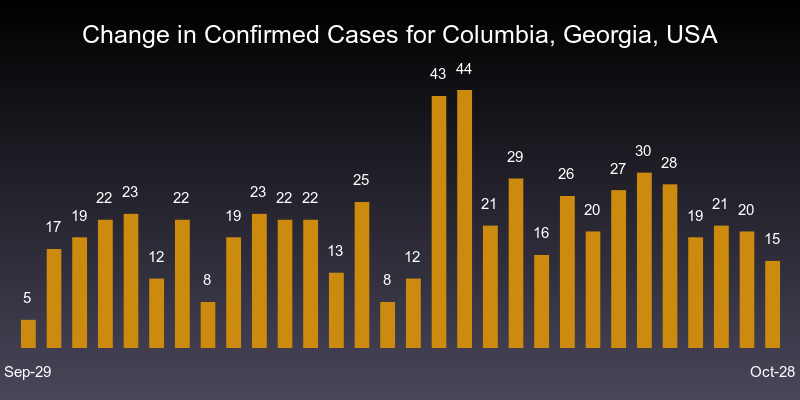 Change in Confirmed Cases for Columbia, Georgia, USA
5 17 19 22 23 12 22 8 19 23 22 22 13 25 8 12 43 44 21 29 16 26 20 27 30 28 19 21 20 15
Sep-29 Oct-28